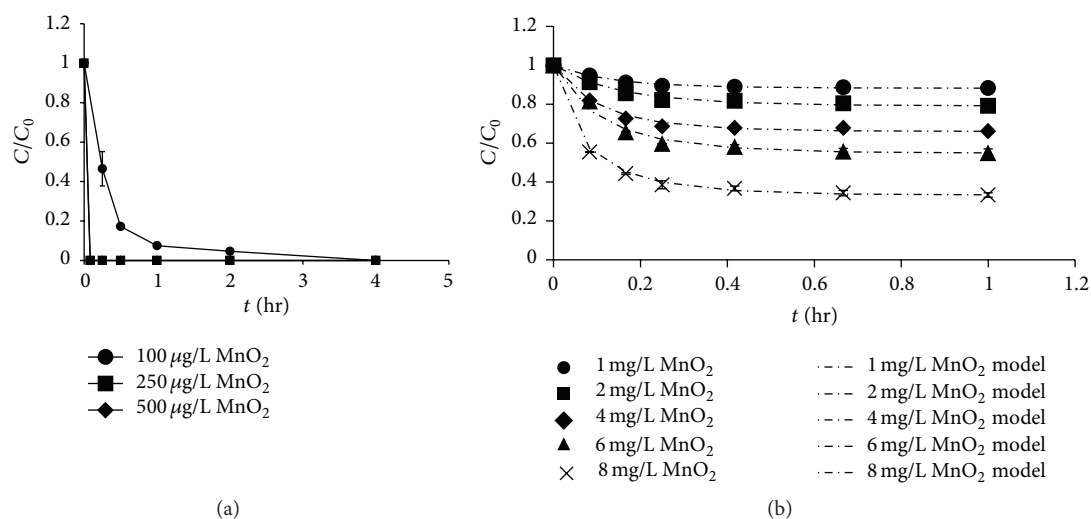 1.2
1
0.8
0.6
0.4
0.2
0
C/C₀
0 1 2 3 4 5
t (hr)
100 μg/L MnO₂
250 μg/L MnO₂
500 μg/L MnO₂
(a)
1.2
1
0.8
0.6
0.4
0.2
0
C/C₀
0 0.2 0.4 0.6 0.8 1 1.2
t (hr)
1 mg/L MnO₂ 1 mg/L MnO₂ model
2 mg/L MnO₂ 2 mg/L MnO₂ model
4 mg/L MnO₂ 4 mg/L MnO₂ model
6 mg/L MnO₂ 6 mg/L MnO₂ model
8 mg/L MnO₂ 8 mg/L MnO₂ model
(b)